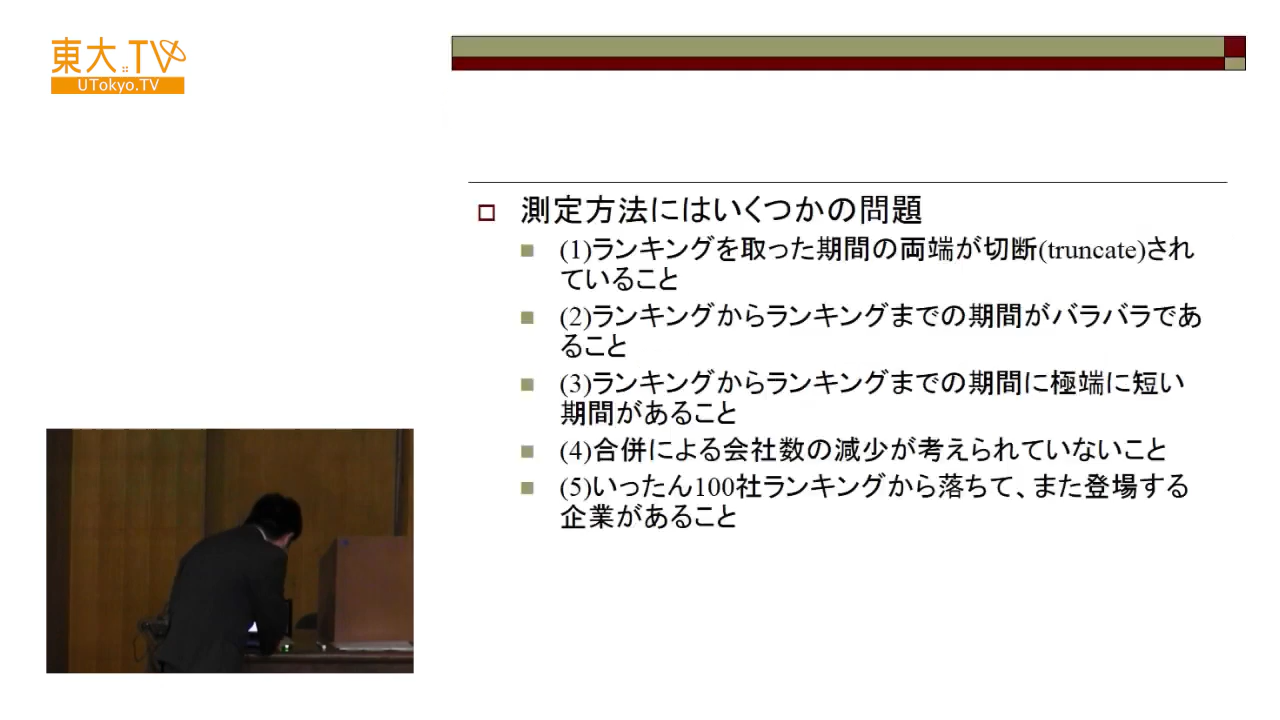 東大.TV
UTokyo.TV
測定方法にはいくつかの問題
(1)ランキングを取った期間の両端が切断(truncate)され
ていること
(2)ランキングからランキングまでの期間がバラバラであ
ること
(3)ランキングからランキングまでの期間に極端に短い
期間があること
(4)合併による会社数の減少が考えられていないこと
(5)いったん100社ランキングから落ちて、また登場する
企業があること